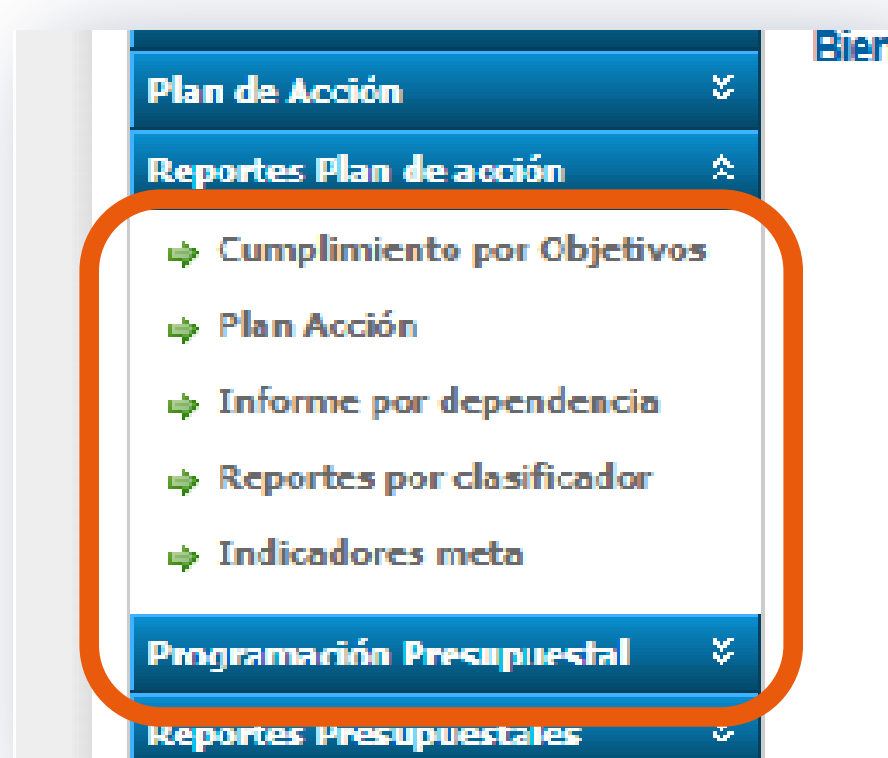 Bien
Plan de Acción
Reportes Plan de acción
Cumplimiento por Objetivos
Plan Acción
Informe por dependencia
Reportes por clasificador
Indicadores meta
Programación Presupuestal
Reportes Presupuestales